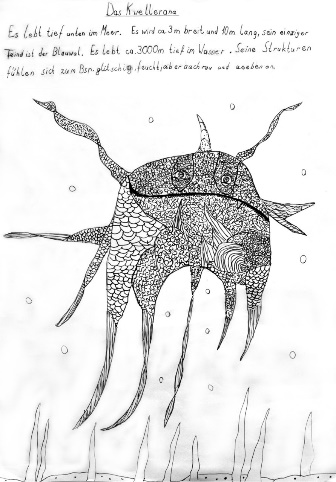 Das Kwellerana
Es lebt tief unten im Meer. Es wird ca 3m breit und 10m lang, sein einziger
Feind ist der Blauwal. Es lebt ca. 3000m tief im Wasser. Seine Strukturen
fühlen sich zum Bsp. glitschig, feucht, aber auch rau und uneben an.